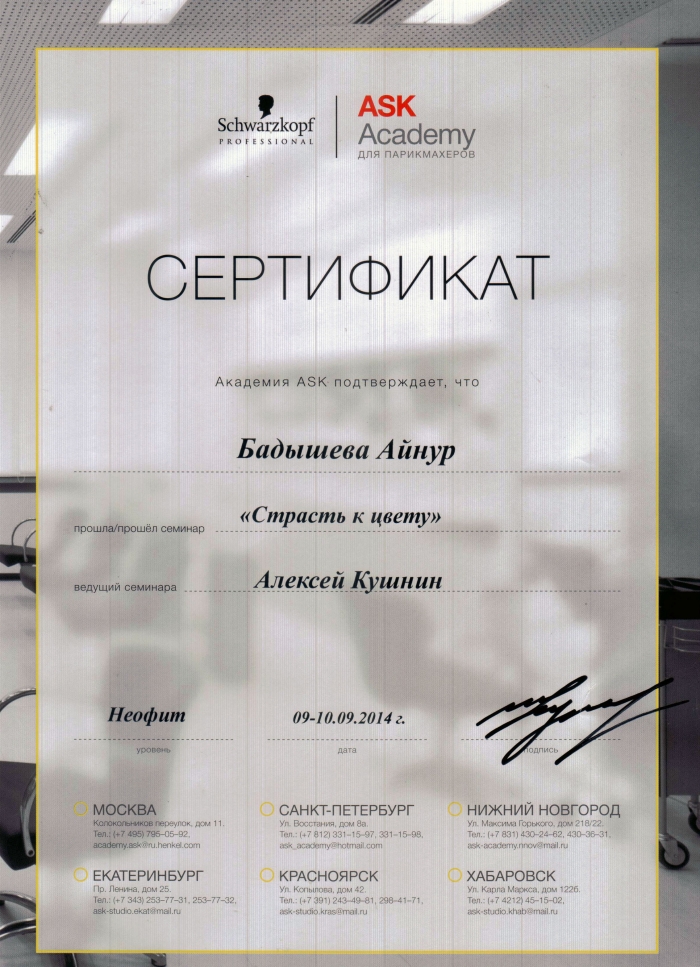 Schwarzkopf
PROFESSIONAL
ASK
Academy
ДЛЯ ПАРИКМАХЕРОВ
СЕРТИФИКАТ
Академия ASK подтверждает, что
Бадышева Айнур
прошла/прошёл семинар «Страсть к цвету»
ведущий семинара Алексей Кушнин
Неофит 09-10.09.2014 г.
уровень дата подпись
МОСКВА
Колокольников переулок, дом 11.
Тел.: (+7 495) 795–05–92,
academy.ask@ru.henkel.com
САНКТ-ПЕТЕРБУРГ
Ул. Восстания, дом 8а.
Тел.: (+7 812) 331–15–97, 331–15–98,
ask_academy@hotmail.com
НИЖНИЙ НОВГОРОД
Ул. Максима Горького, дом 218/22.
Тел.: (+7 831) 430–24–62, 430–36–31,
ask-academy.nnov@mail.ru
ЕКАТЕРИНБУРГ
Пр. Ленина, дом 25.
Тел.: (+7 343) 253–77–31, 253–77–32,
ask-studio.ekat@mail.ru
КРАСНОЯРСК
Ул. Копылова, дом 42.
Тел.: (+7 391) 243–49–81, 298–41–71,
ask-studio.kras@mail.ru
ХАБАРОВСК
Ул. Карла Маркса, дом 122б.
Тел.: (+7 4212) 45–15–02,
ask-studio.khab@mail.ru